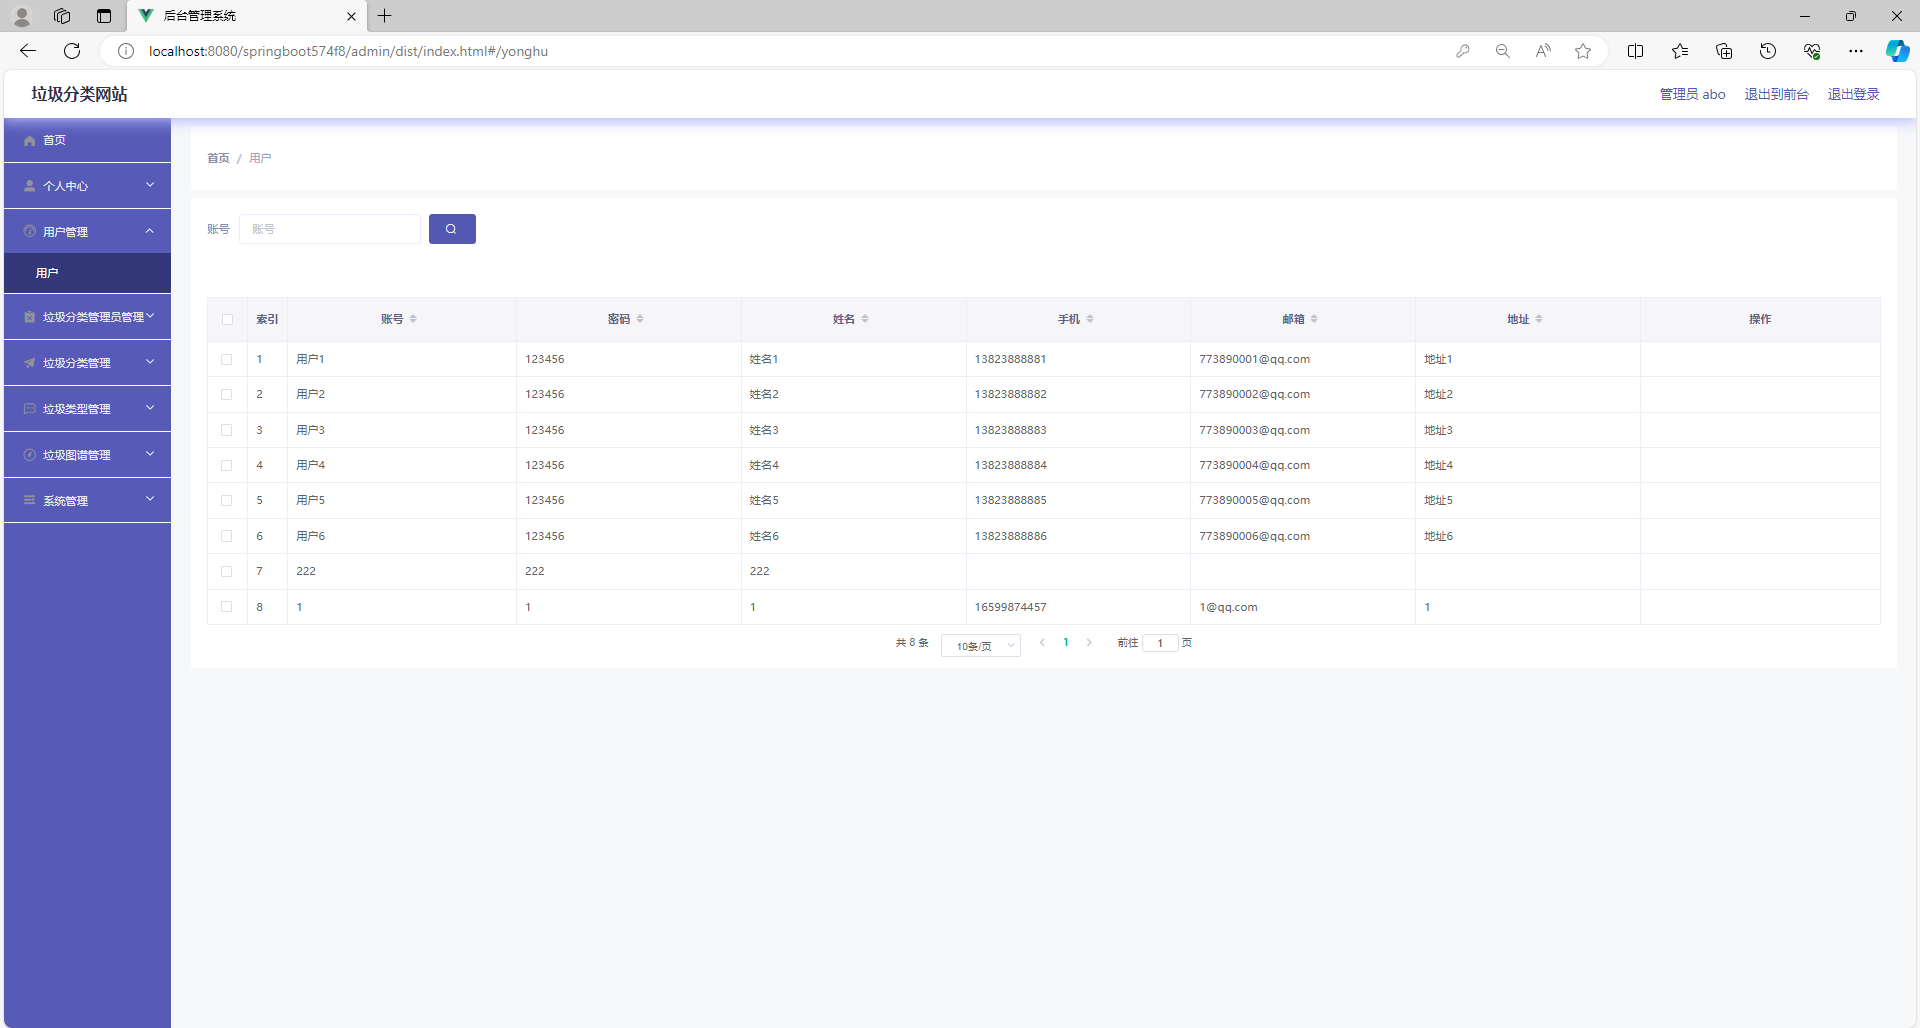 后台管理系统
localhost:8080/springboot574f8/admin/dist/index.html#/yonghu
垃圾分类网站
管理员 abo 退出到前台 退出登录
首页
个人中心
用户管理
用户
垃圾分类管理员管理
垃圾分类管理
垃圾类型管理
垃圾图谱管理
系统管理
首页 / 用户
账号 账号
索引 账号 密码 姓名 手机 邮箱 地址 操作
1 用户1 123456 姓名1 13823888881 773890001@qq.com 地址1
2 用户2 123456 姓名2 13823888882 773890002@qq.com 地址2
3 用户3 123456 姓名3 13823888883 773890003@qq.com 地址3
4 用户4 123456 姓名4 13823888884 773890004@qq.com 地址4
5 用户5 123456 姓名5 13823888885 773890005@qq.com 地址5
6 用户6 123456 姓名6 13823888886 773890006@qq.com 地址6
7 222 222 222
8 1 1 1 16599874457 1@qq.com 1
共 8 条 10条/页 1 前往 1 页